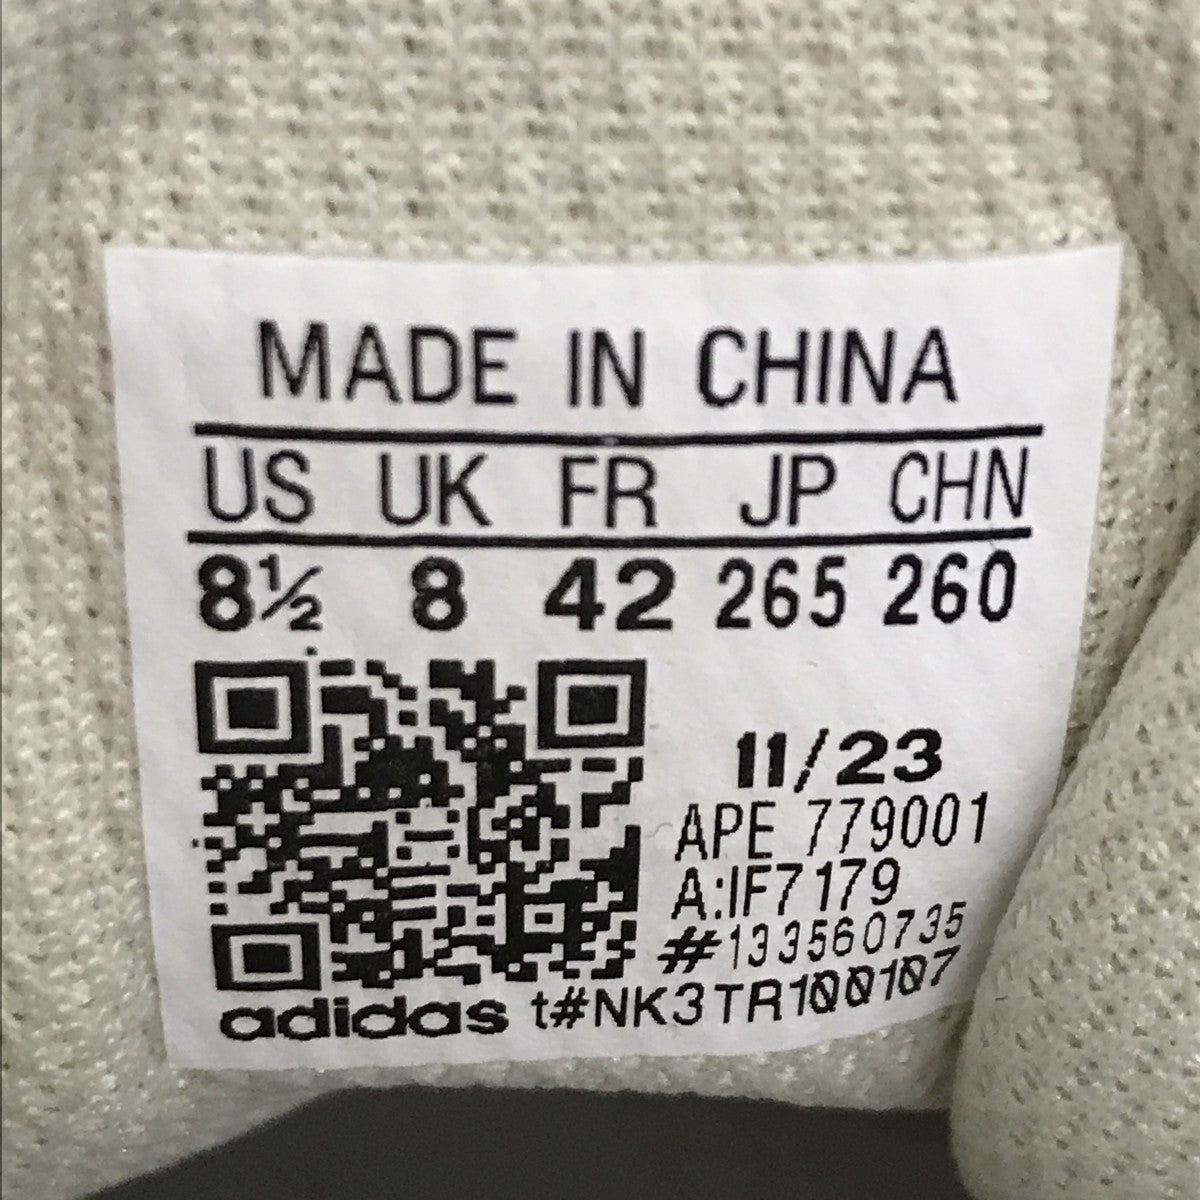 MADE IN CHINA
US UK FR JP CHN
8½ 8 42 265 260
11/23
APE 779001
A:IF7179
#133560735
adidas t#NK3TR100107